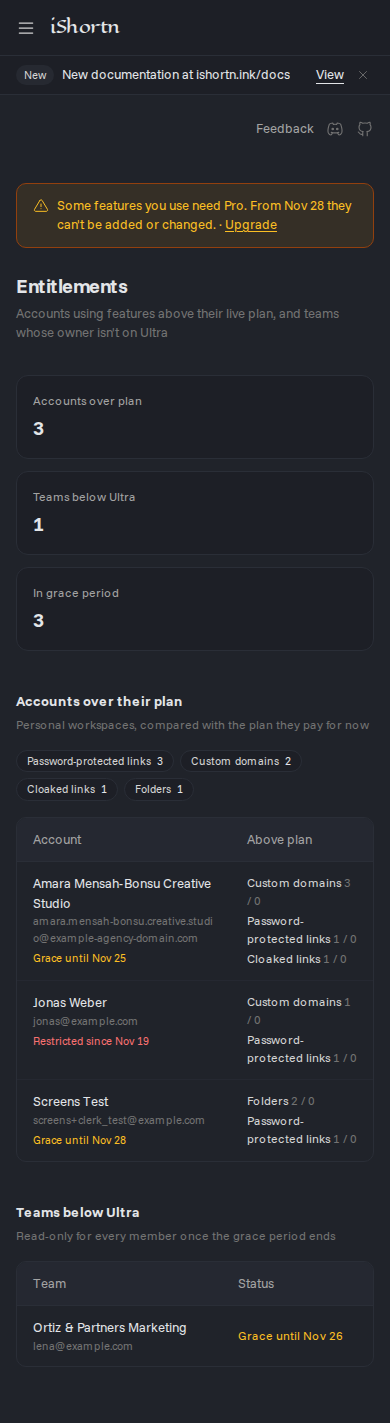 iShortn
New New documentation at ishortn.ink/docs View
Feedback
Some features you use need Pro. From Nov 28 they
can't be added or changed. · Upgrade
Entitlements
Accounts using features above their live plan, and teams
whose owner isn't on Ultra
Accounts over plan
3
Teams below Ultra
1
In grace period
3
Accounts over their plan
Personal workspaces, compared with the plan they pay for now
Password-protected links 3 Custom domains 2
Cloaked links 1 Folders 1
Account Above plan
Amara Mensah-Bonsu Creative
Studio
amara.mensah-bonsu.creative.studi
o@example-agency-domain.com
Grace until Nov 25
Custom domains 3
/ 0
Password-
protected links 1 / 0
Cloaked links 1 / 0
Jonas Weber
jonas@example.com
Restricted since Nov 19
Custom domains 1
/ 0
Password-
protected links 1 / 0
Screens Test
screens+clerk_test@example.com
Grace until Nov 28
Folders 2 / 0
Password-
protected links 1 / 0
Teams below Ultra
Read-only for every member once the grace period ends
Team Status
Ortiz & Partners Marketing
lena@example.com
Grace until Nov 26